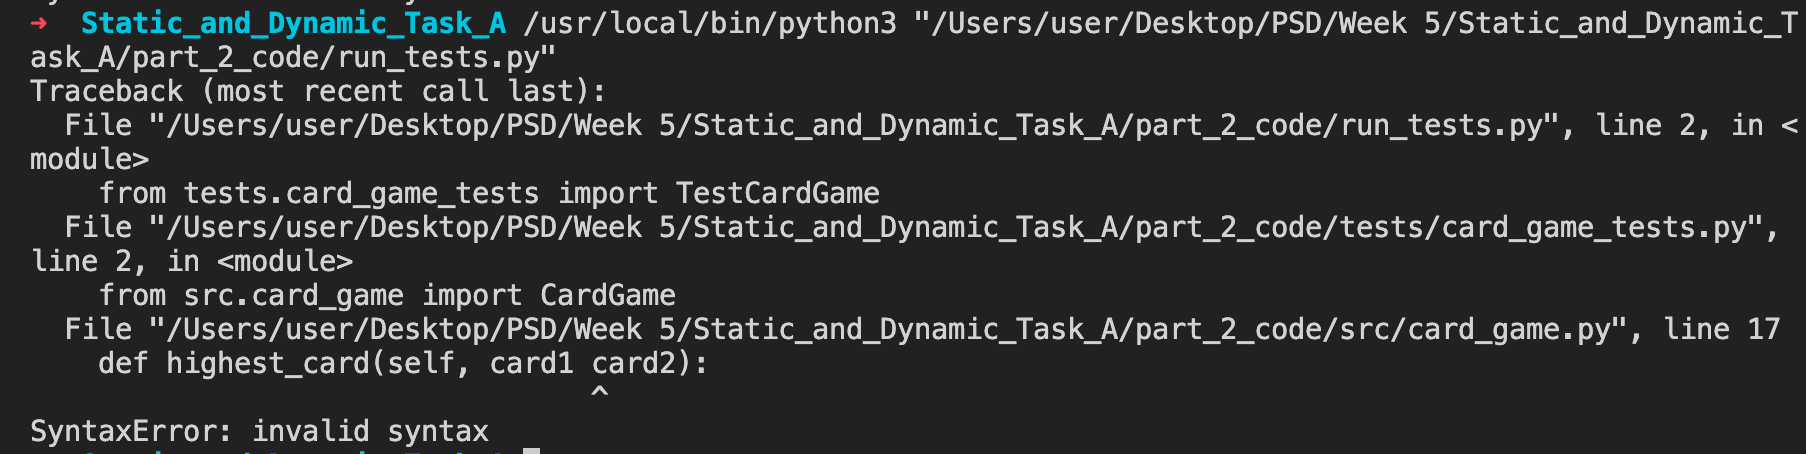 → Static_and_Dynamic_Task_A /usr/local/bin/python3 "/Users/user/Desktop/PSD/Week 5/Static_and_Dynamic_T
ask_A/part_2_code/run_tests.py"
Traceback (most recent call last):
  File "/Users/user/Desktop/PSD/Week 5/Static_and_Dynamic_Task_A/part_2_code/run_tests.py", line 2, in <
module>
    from tests.card_game_tests import TestCardGame
  File "/Users/user/Desktop/PSD/Week 5/Static_and_Dynamic_Task_A/part_2_code/tests/card_game_tests.py",
line 2, in <module>
    from src.card_game import CardGame
  File "/Users/user/Desktop/PSD/Week 5/Static_and_Dynamic_Task_A/part_2_code/src/card_game.py", line 17
    def highest_card(self, card1 card2):
                                 ^
SyntaxError: invalid syntax